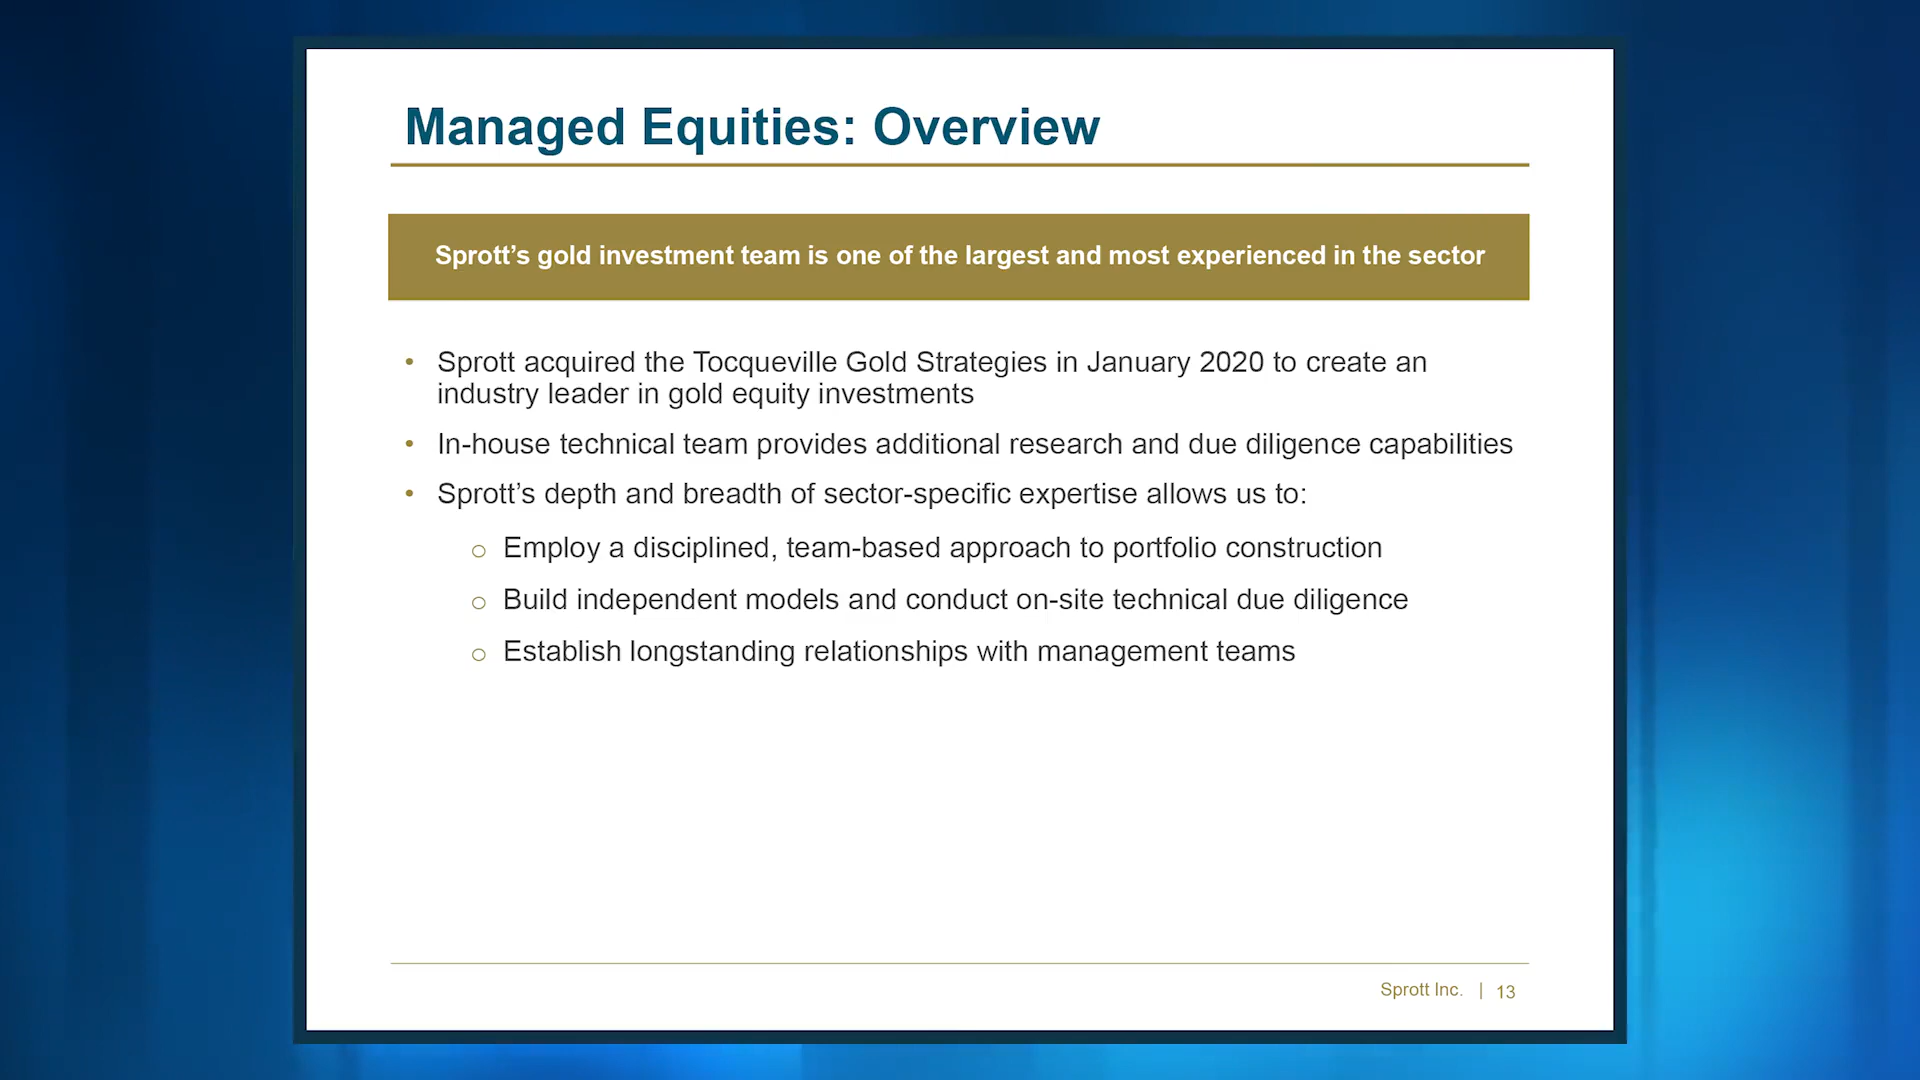 Managed Equities: Overview
Sprott’s gold investment team is one of the largest and most experienced in the sector
• Sprott acquired the Tocqueville Gold Strategies in January 2020 to create an
industry leader in gold equity investments
• In-house technical team provides additional research and due diligence capabilities
• Sprott’s depth and breadth of sector-specific expertise allows us to:
o Employ a disciplined, team-based approach to portfolio construction
o Build independent models and conduct on-site technical due diligence
o Establish longstanding relationships with management teams
Sprott Inc. | 13